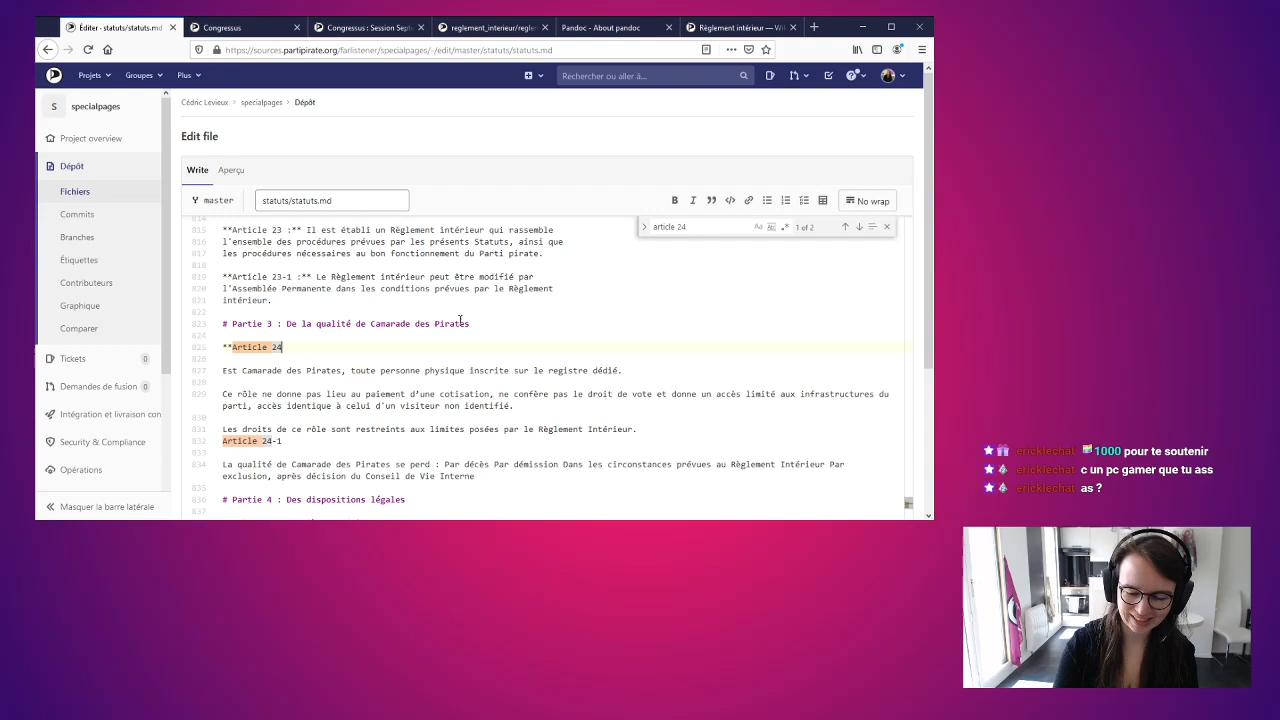 Éditer - statuts/statuts.md
Congressus
Congressus : Session Sept
reglement_interieur/regle
Pandoc - About pandoc
Règlement intérieur — Wi
https://sources.partipirate.org/farlistener/specialpages/-/edit/master/statuts/statuts.md
Projets
Groupes
Plus
Rechercher ou aller à...
S specialpages
Project overview
Dépôt
Fichiers
Commits
Branches
Étiquettes
Contributeurs
Graphique
Comparer
Tickets 0
Demandes de fusion 0
Intégration et livraison con
Security & Compliance
Opérations
Masquer la barre latérale
Cédric Levieux > specialpages > Dépôt
Edit file
Write Aperçu
master statuts/statuts.md No wrap
article 24 1 of 2
814
815 **Article 23 :** Il est établi un Règlement intérieur qui rassemble
816 l'ensemble des procédures prévues par les présents Statuts, ainsi que
817 les procédures nécessaires au bon fonctionnement du Parti pirate.
818
819 **Article 23-1 :** Le Règlement intérieur peut être modifié par
820 l'Assemblée Permanente dans les conditions prévues par le Règlement
821 intérieur.
822
823 # Partie 3 : De la qualité de Camarade des Pirates
824
825 **Article 24
826
827 Est Camarade des Pirates, toute personne physique inscrite sur le registre dédié.
828
829 Ce rôle ne donne pas lieu au paiement d’une cotisation, ne confère pas le droit de vote et donne un accès limité aux infrastructures du
parti, accès identique à celui d'un visiteur non identifié.
830
831 Les droits de ce rôle sont restreints aux limites posées par le Règlement Intérieur.
832 Article 24-1
833
834 La qualité de Camarade des Pirates se perd : Par décès Par démission Dans les circonstances prévues au Règlement Intérieur Par
exclusion, après décision du Conseil de Vie Interne
835
836 # Partie 4 : Des dispositions légales
837
ericklechat 1000 pour te soutenir
ericklechat c un pc gamer que tu ass
ericklechat as ?